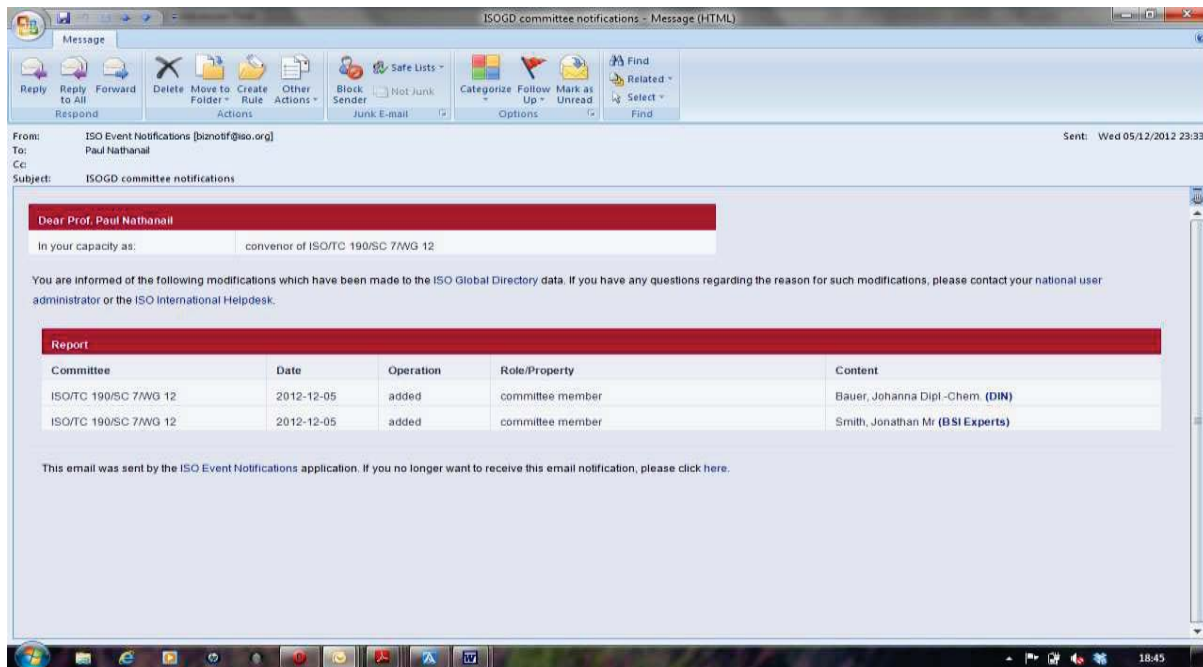 ISOGD committee notifications - Message (HTML)
Message
Reply
Reply to All
Forward
Respond
Delete
Move to Folder
Create Rule
Other Actions
Actions
Block Sender
Safe Lists
Not Junk
Junk E-mail
Categorize
Follow Up
Mark as Unread
Options
Find
Related
Select
Find
From: ISO Event Notifications [biznotif@iso.org]
Sent: Wed 05/12/2012 23:33
To: Paul Nathanail
Cc:
Subject: ISOGD committee notifications
Dear Prof. Paul Nathanail
In your capacity as: convenor of ISO/TC 190/SC 7/WG 12
You are informed of the following modifications which have been made to the ISO Global Directory data. If you have any questions regarding the reason for such modifications, please contact your national user
administrator or the ISO International Helpdesk.
Report
Committee Date Operation Role/Property Content
ISO/TC 190/SC 7/WG 12 2012-12-05 added committee member Bauer, Johanna Dipl.-Chem. (DIN)
ISO/TC 190/SC 7/WG 12 2012-12-05 added committee member Smith, Jonathan Mr (BSI Experts)
This email was sent by the ISO Event Notifications application. If you no longer want to receive this email notification, please click here.
18:45